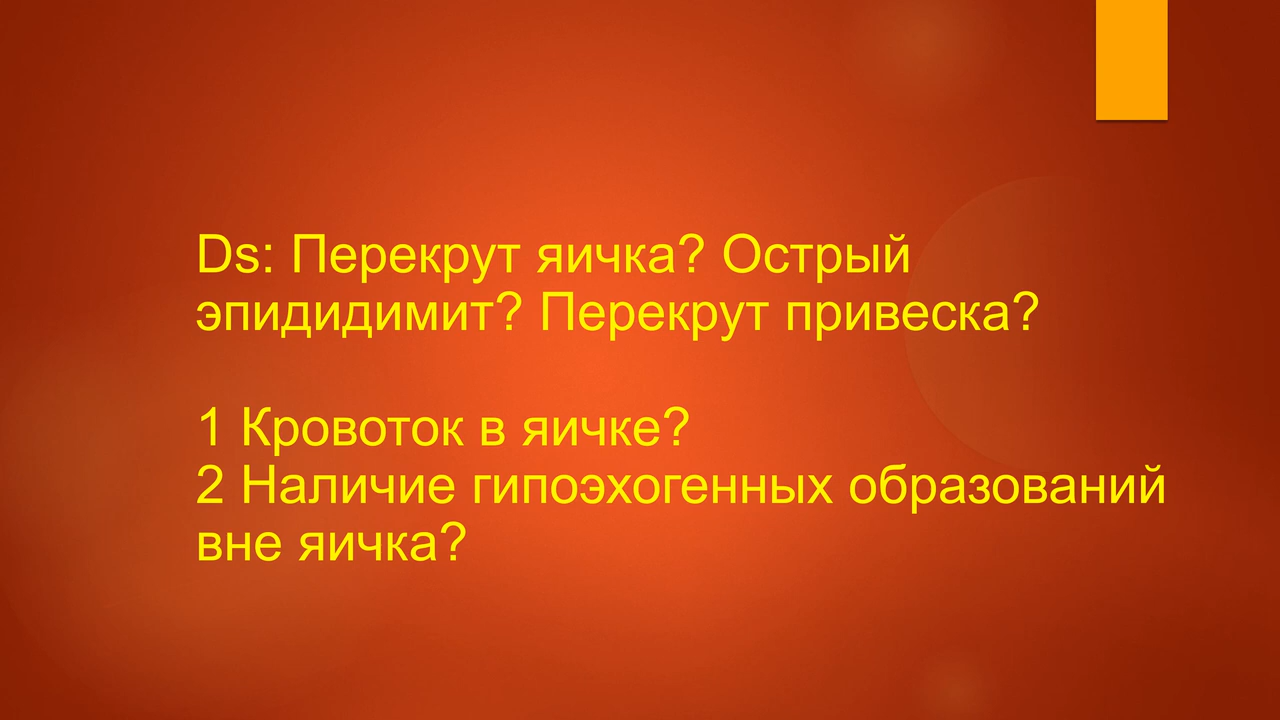 Ds: Перекрут яичка? Острый
эпидидимит? Перекрут привеска?
1 Кровоток в яичке?
2 Наличие гипоэхогенных образований
вне яичка?